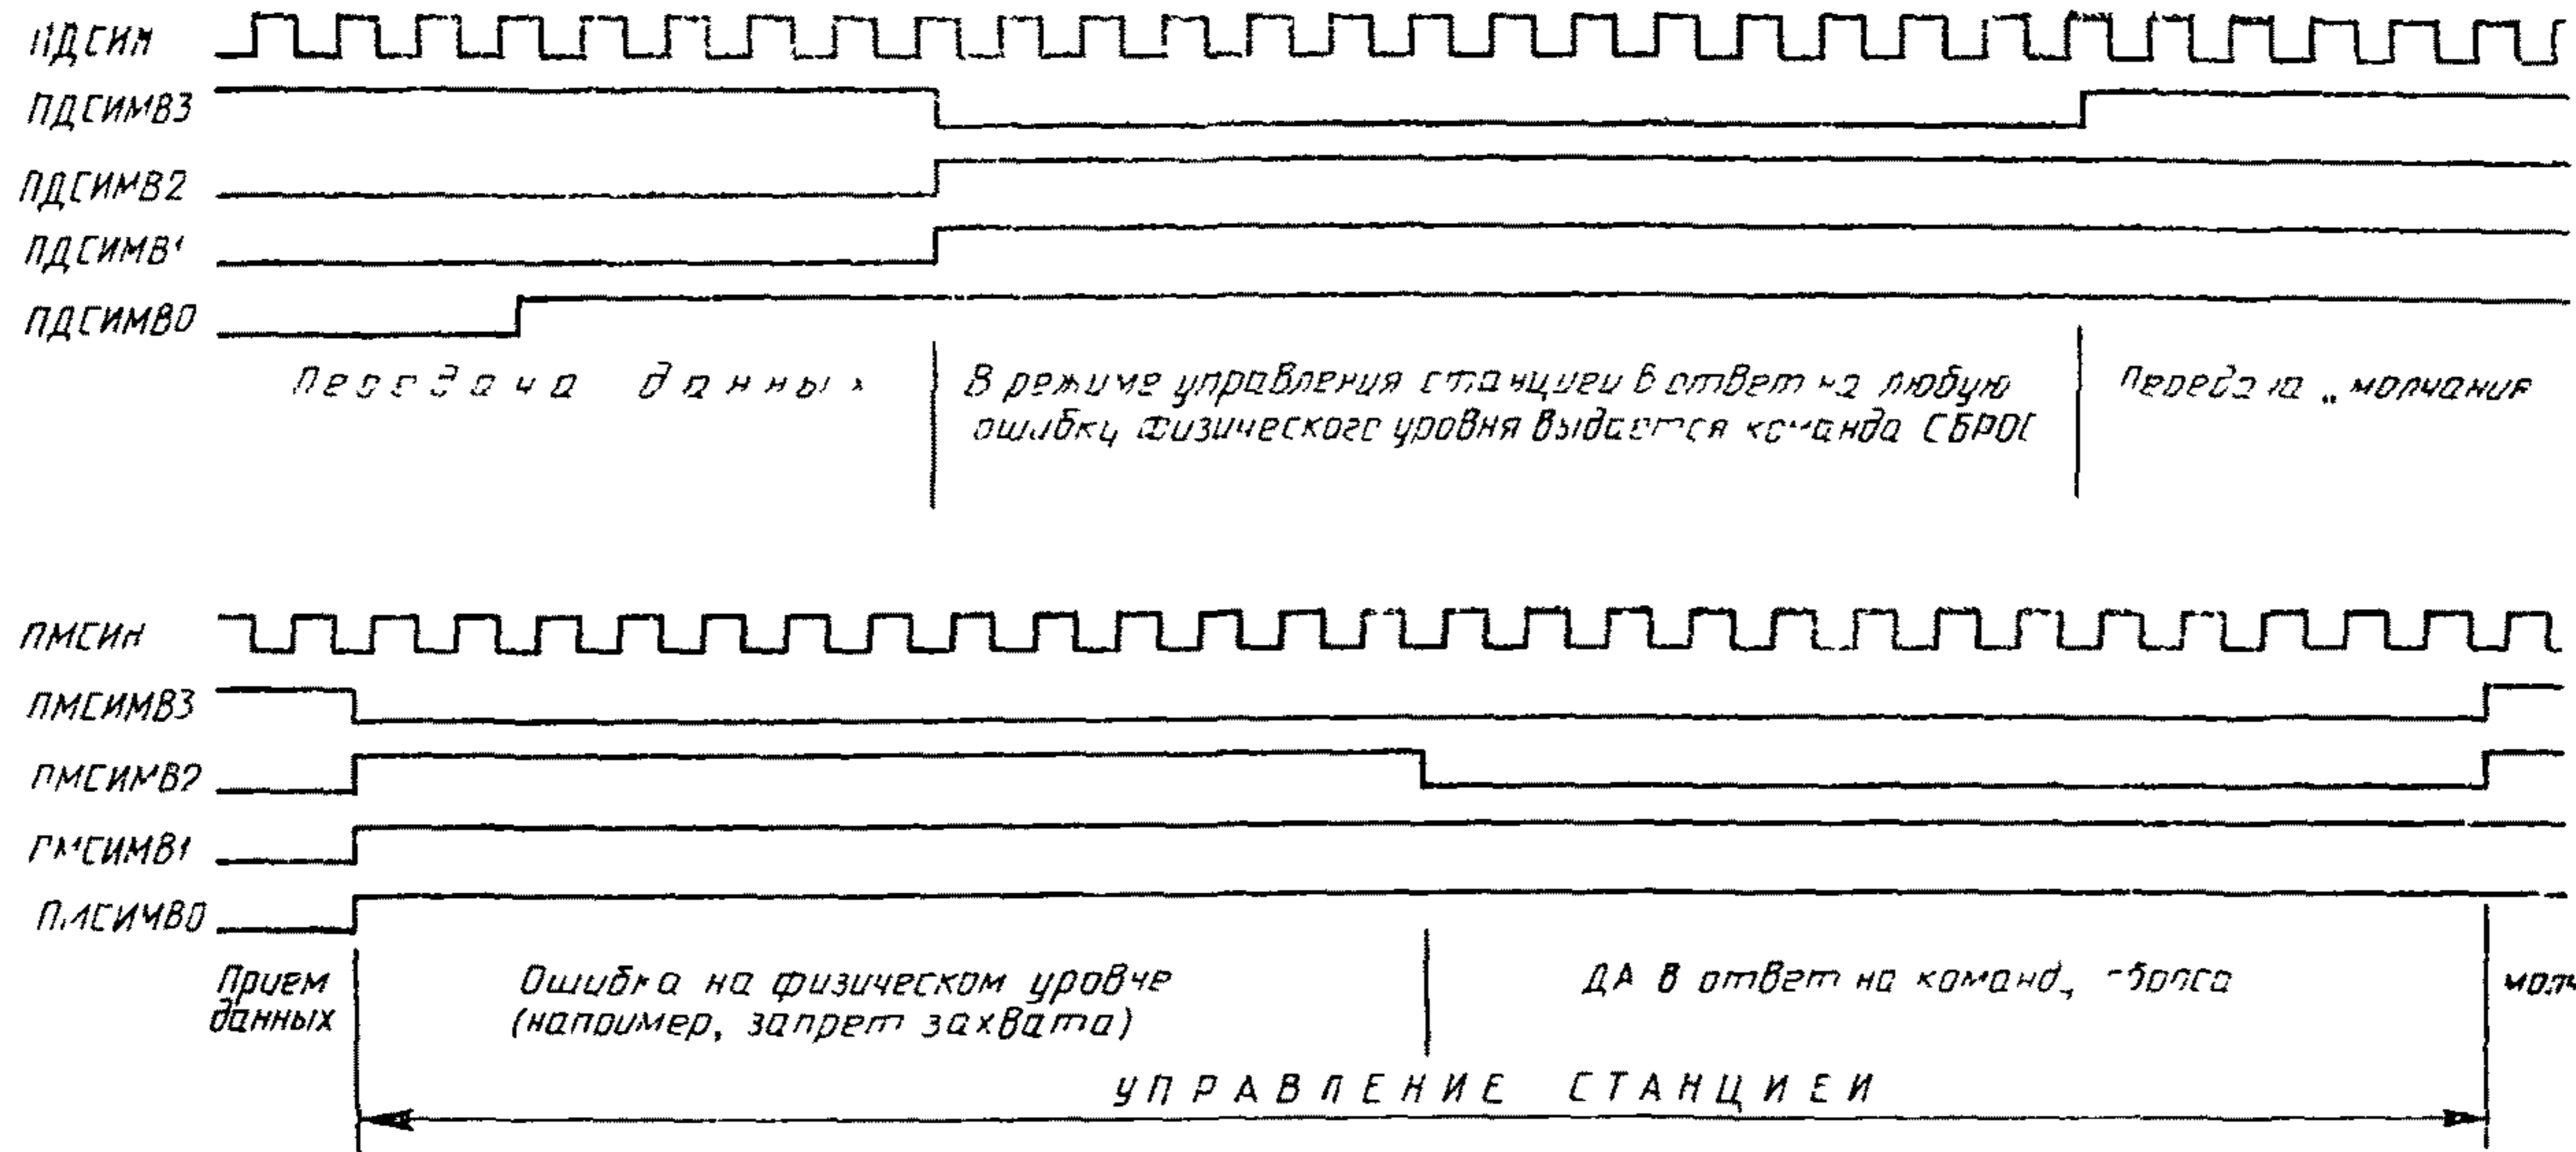 ПДСИН
ПДСИМВ3
ПДСИМВ2
ПДСИМВ1
ПДСИМВ0
Передача данных
В режиме управления станцией в ответ на любую
ошибку физического уровня выдается команда СБРОС
Передача „молчания
ПМСИН
ПМСИМВ3
ПМСИМВ2
ПМСИМВ1
ПМСИМВ0
Прием
данных
Ошибка на физическом уровне
(например, запрет захвата)
ДА в ответ на команду сброса
молч
УПРАВЛЕНИЕ СТАНЦИЕЙ